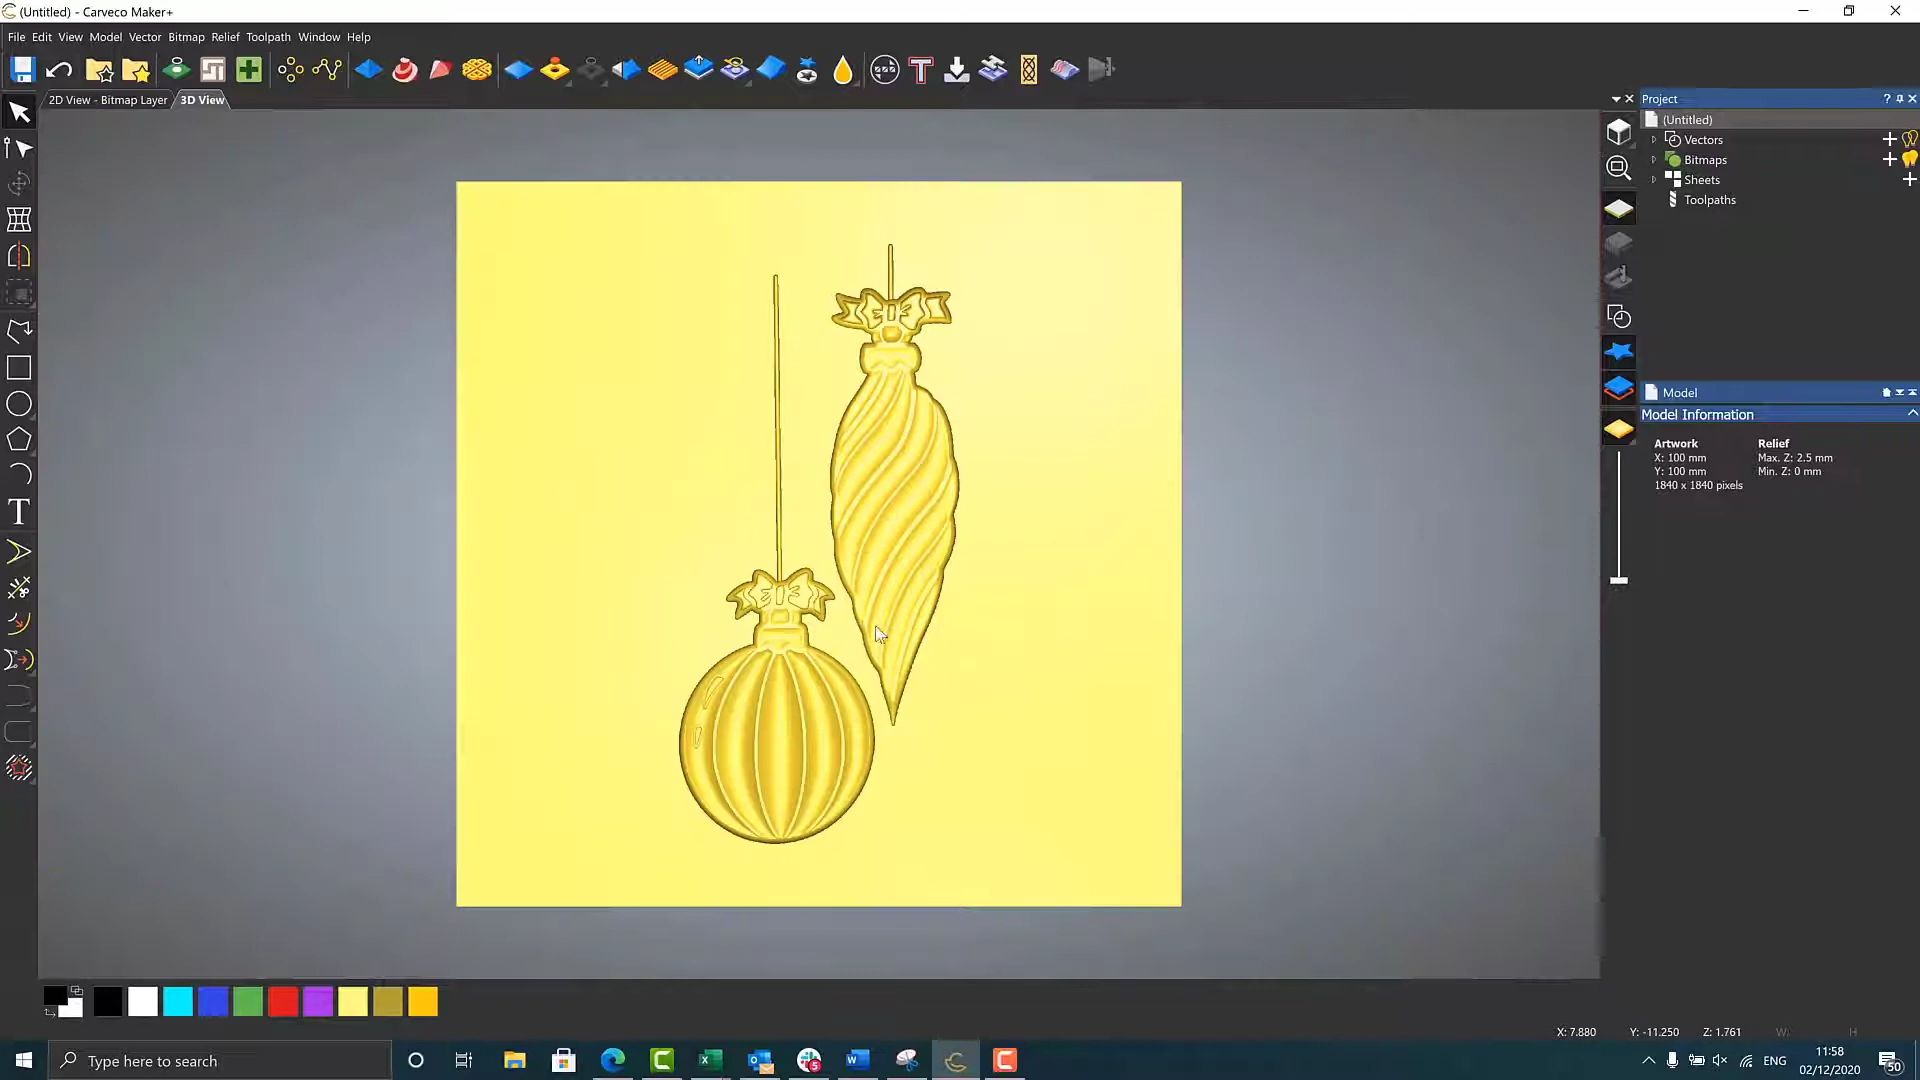 (Untitled) - Carveco Maker+
File Edit View Model Vector Bitmap Relief Toolpath Window Help
2D View - Bitmap Layer
3D View
Project
(Untitled)
Vectors
Bitmaps
Sheets
Toolpaths
Model
Model Information
Artwork
X: 100 mm
Y: 100 mm
1840 x 1840 pixels
Relief
Max. Z: 2.5 mm
Min. Z: 0 mm
X: 7.880 Y: -11.250 Z: 1.761 W: H
Type here to search
5
ENG
11:58
02/12/2020
50